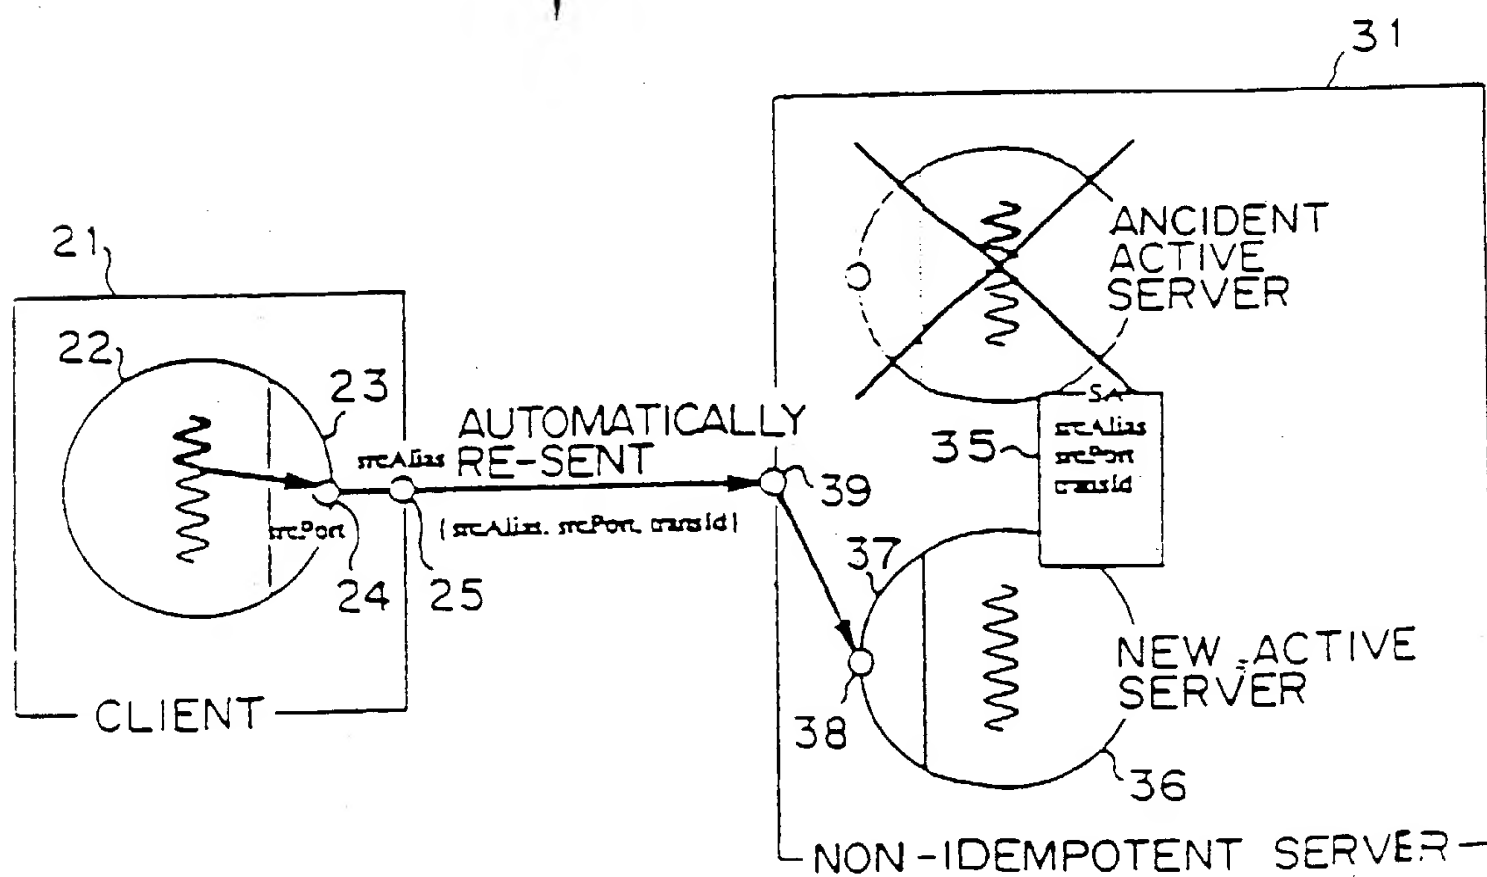 31
ANCIDENT
ACTIVE
SERVER
21
22
23
AUTOMATICALLY
RE-SENT
srcAlias
SA
srcAlias
srcPort
transId
35
39
srcPort
(srcAlias, srcPort, transId)
24
25
37
NEW ACTIVE
SERVER
38
36
CLIENT
NON-IDEMPOTENT SERVER